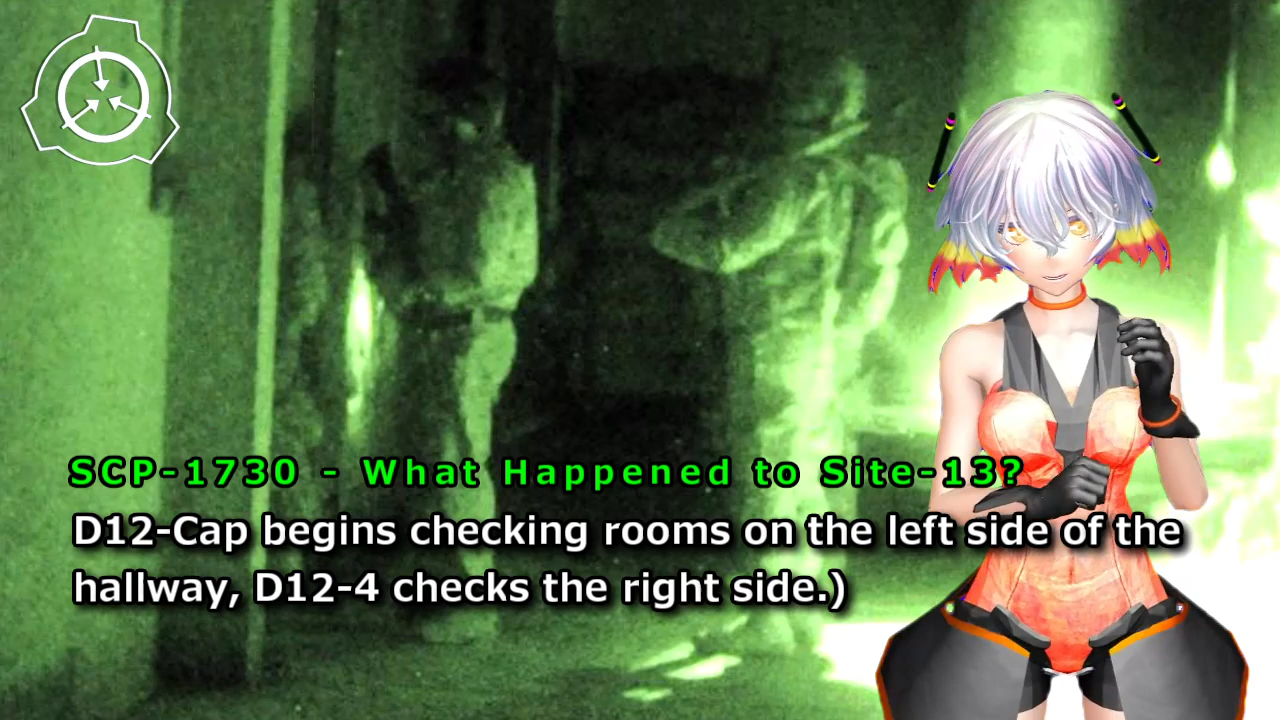 SCP-1730 - What Happened to Site-13?
D12-Cap begins checking rooms on the left side of the
hallway, D12-4 checks the right side.)